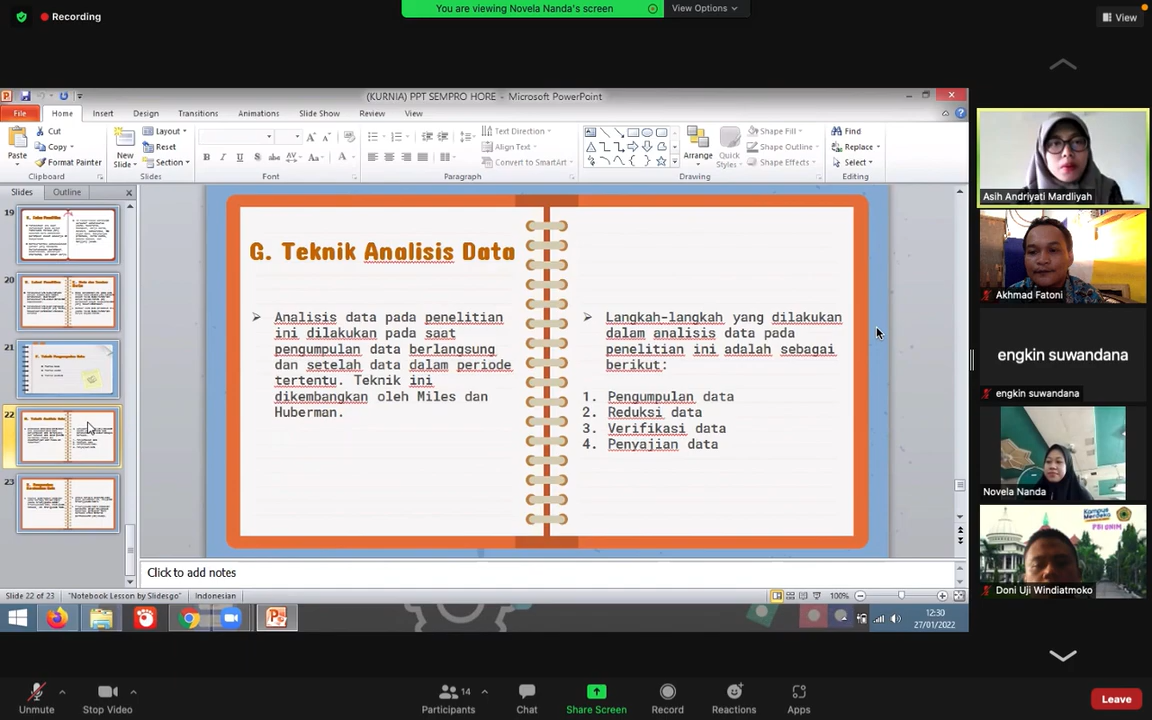 Recording
You are viewing Novela Nanda's screen
View Options
View
(KURNIA) PPT SEMPRO HORE - Microsoft PowerPoint
File
Home
Insert
Design
Transitions
Animations
Slide Show
Review
View
Paste
Cut
Copy
Format Painter
Clipboard
New
Slide
Layout
Reset
Section
Slides
Font
Text Direction
Align Text
Convert to SmartArt
Paragraph
Arrange
Quick
Styles
Shape Fill
Shape Outline
Shape Effects
Drawing
Find
Replace
Select
Editing
Slides
Outline
19
20
21
22
23
G. Teknik Analisis Data
Analisis data pada penelitian
ini dilakukan pada saat
pengumpulan data berlangsung
dan setelah data dalam periode
tertentu. Teknik ini
dikembangkan oleh Miles dan
Huberman.
Langkah-langkah yang dilakukan
dalam analisis data pada
penelitian ini adalah sebagai
berikut:
1. Pengumpulan data
2. Reduksi data
3. Verifikasi data
4. Penyajian data
Click to add notes
Slide 22 of 23
"Notebook Lesson by Slidesgo"
Indonesian
100%
12:30
27/01/2022
Asih Andriyati Mardliyah
Akhmad Fatoni
engkin suwandana
engkin suwandana
Novela Nanda
Kampus
Merdeka
PBI UNIM
Doni Uji Windiatmoko
Unmute
Stop Video
14
Participants
Chat
Share Screen
Record
Reactions
Apps
Leave